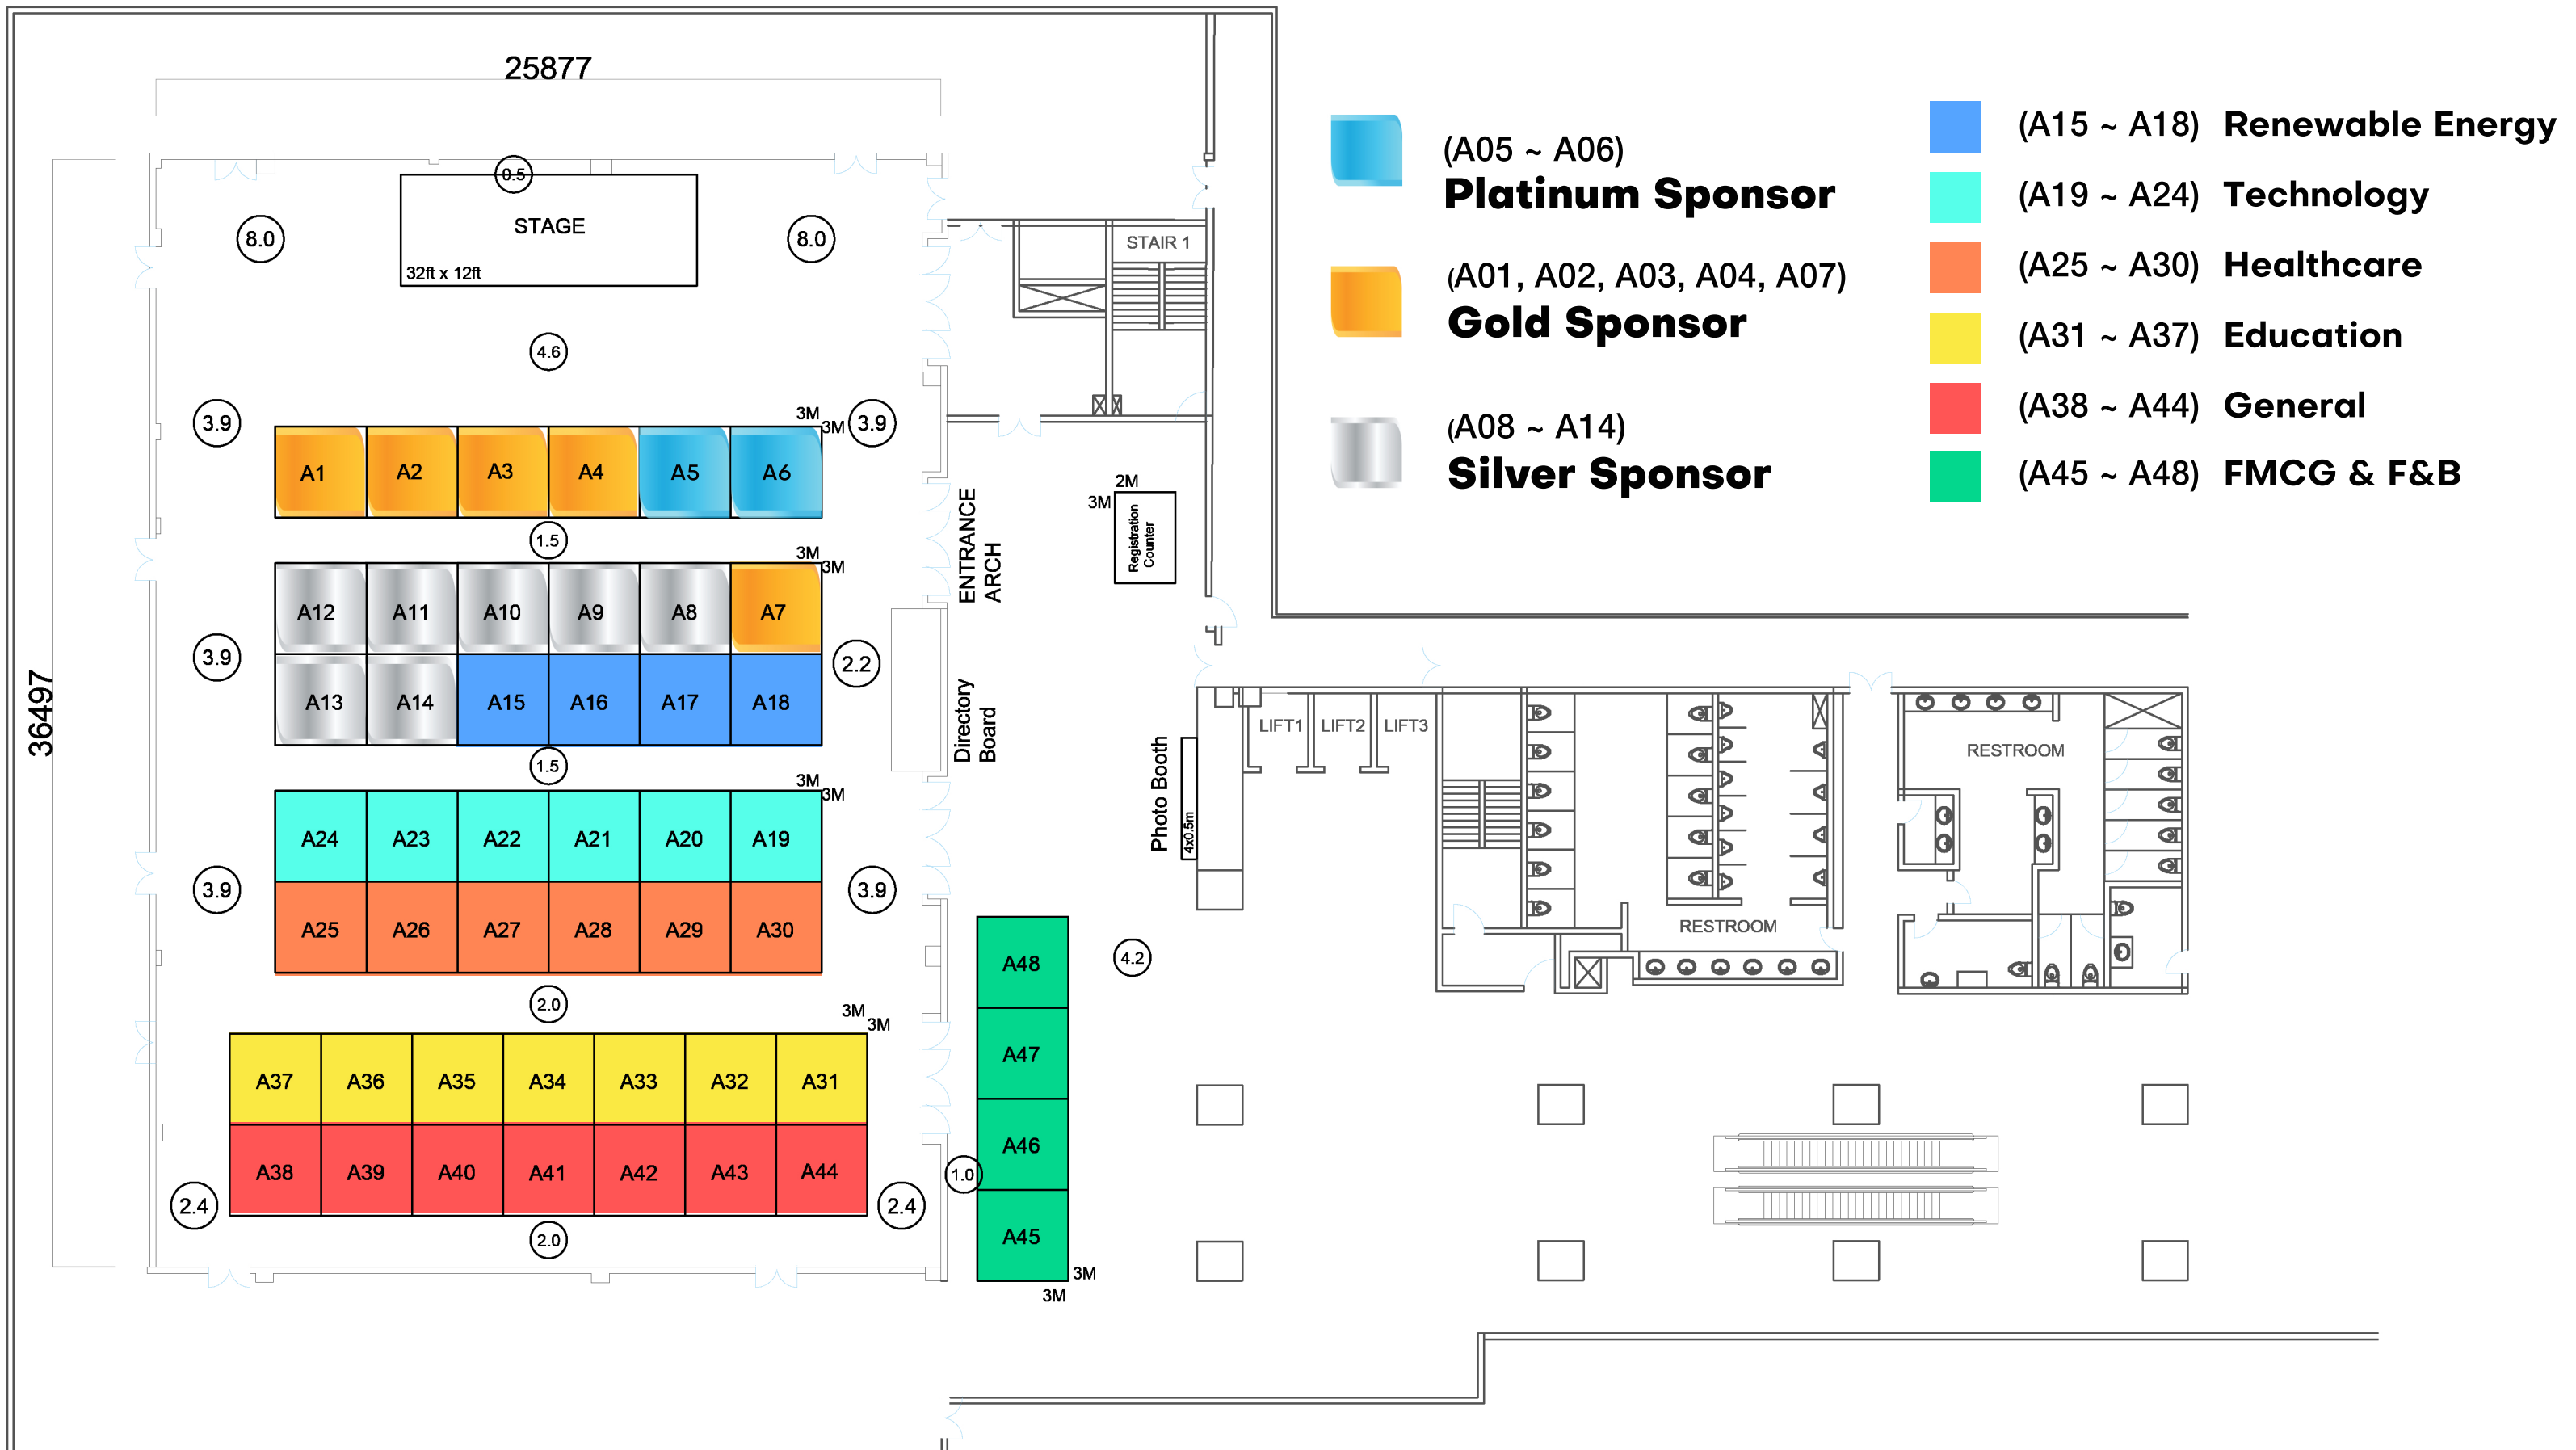 25877
36497
0.5
STAGE
32ft x 12ft
8.0
8.0
4.6
3.9
3.9
3M
3M
A1 A2 A3 A4 A5 A6
1.5
3M
3M
A12 A11 A10 A9 A8 A7
3.9
2.2
A13 A14 A15 A16 A17 A18
1.5
3M
3M
A24 A23 A22 A21 A20 A19
3.9
3.9
A25 A26 A27 A28 A29 A30
2.0
3M
3M
A37 A36 A35 A34 A33 A32 A31
A38 A39 A40 A41 A42 A43 A44
2.4
2.4
2.0
STAIR 1
ENTRANCE
ARCH
2M
3M
Registration
Counter
Directory
Board
Photo Booth
4x0.5m
LIFT1
LIFT2
LIFT3
RESTROOM
RESTROOM
A48
4.2
A47
A46
1.0
A45
3M
3M
(A05 ~ A06)
Platinum Sponsor
(A01, A02, A03, A04, A07)
Gold Sponsor
(A08 ~ A14)
Silver Sponsor
(A15 ~ A18) Renewable Energy
(A19 ~ A24) Technology
(A25 ~ A30) Healthcare
(A31 ~ A37) Education
(A38 ~ A44) General
(A45 ~ A48) FMCG & F&B